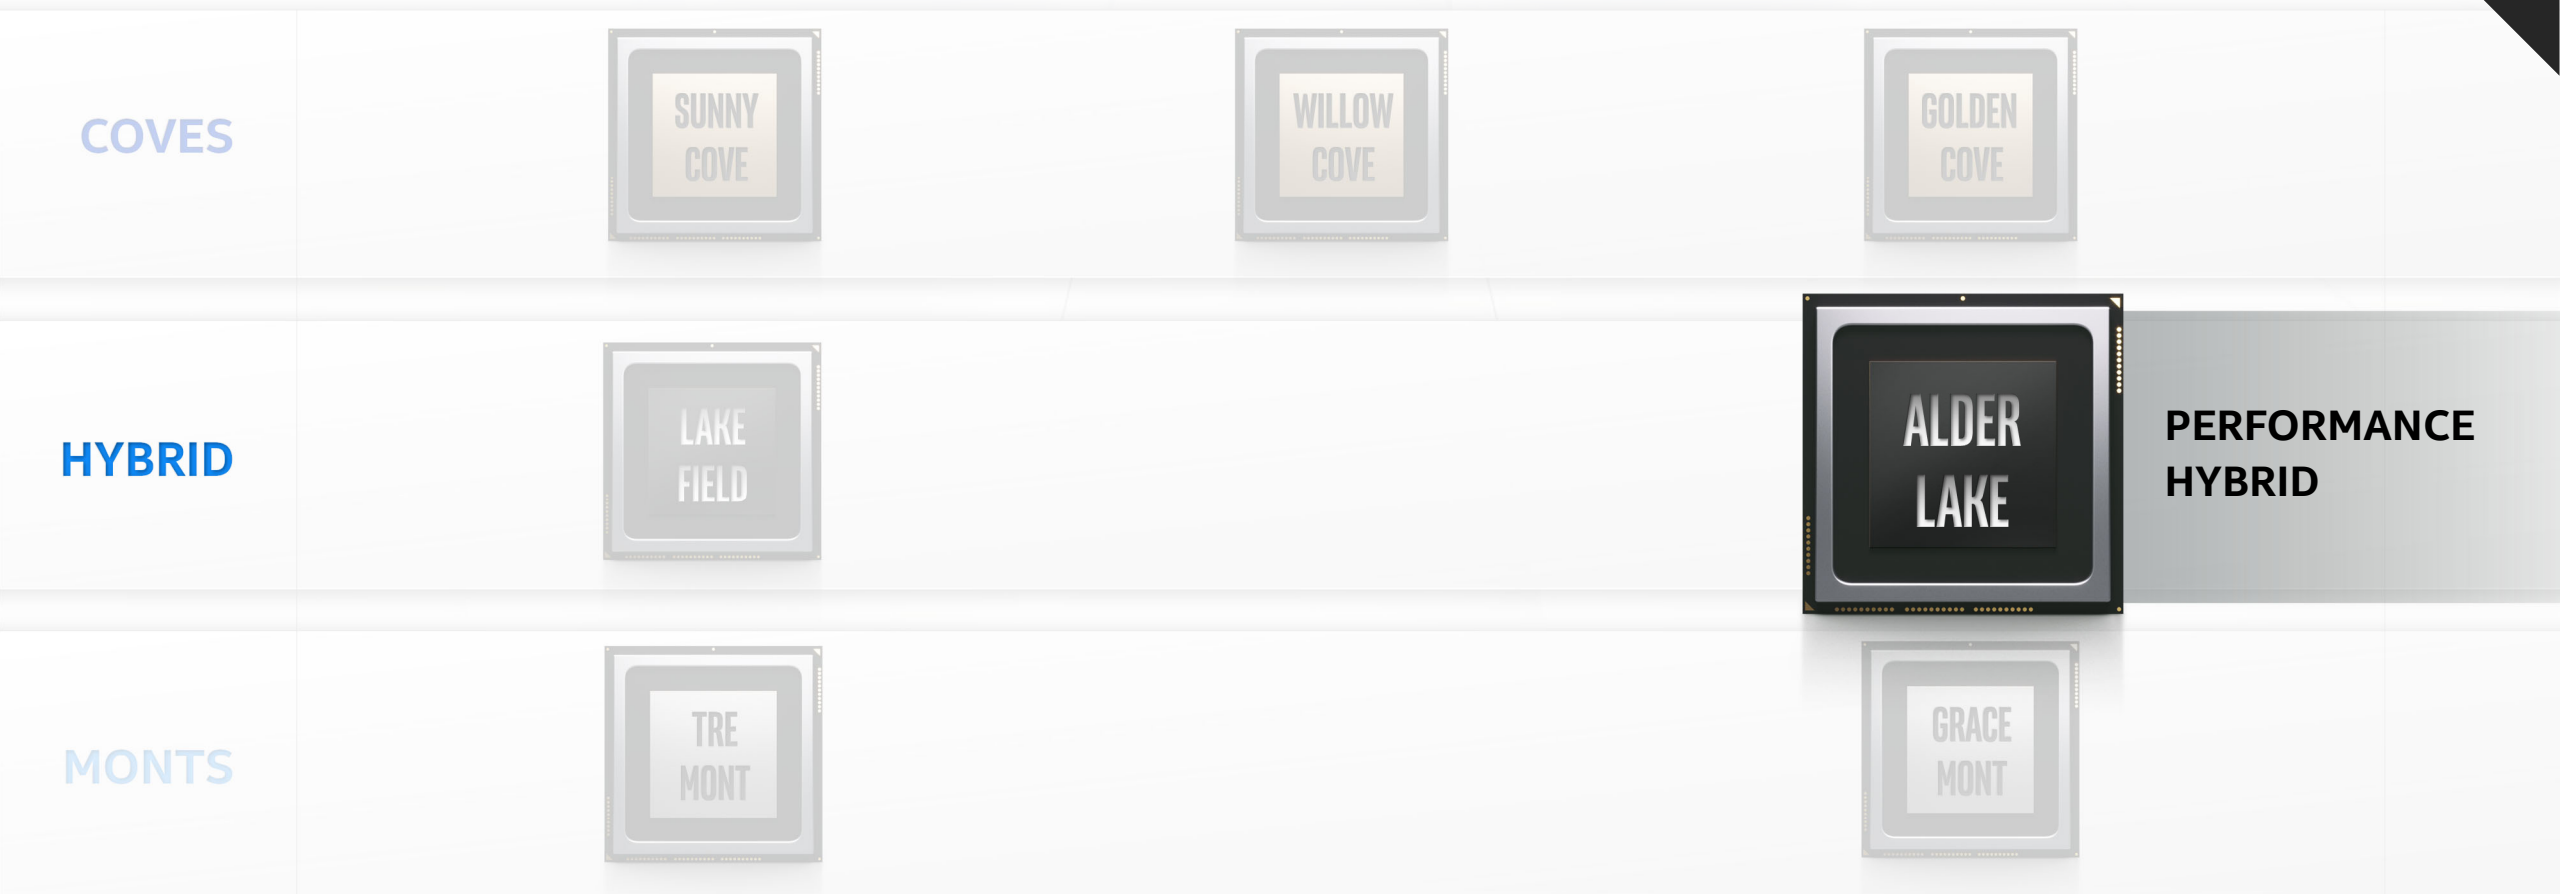 COVES
SUNNY
COVE
WILLOW
COVE
GOLDEN
COVE
HYBRID
LAKE
FIELD
ALDER
LAKE
PERFORMANCE
HYBRID
MONTS
TRE
MONT
GRACE
MONT